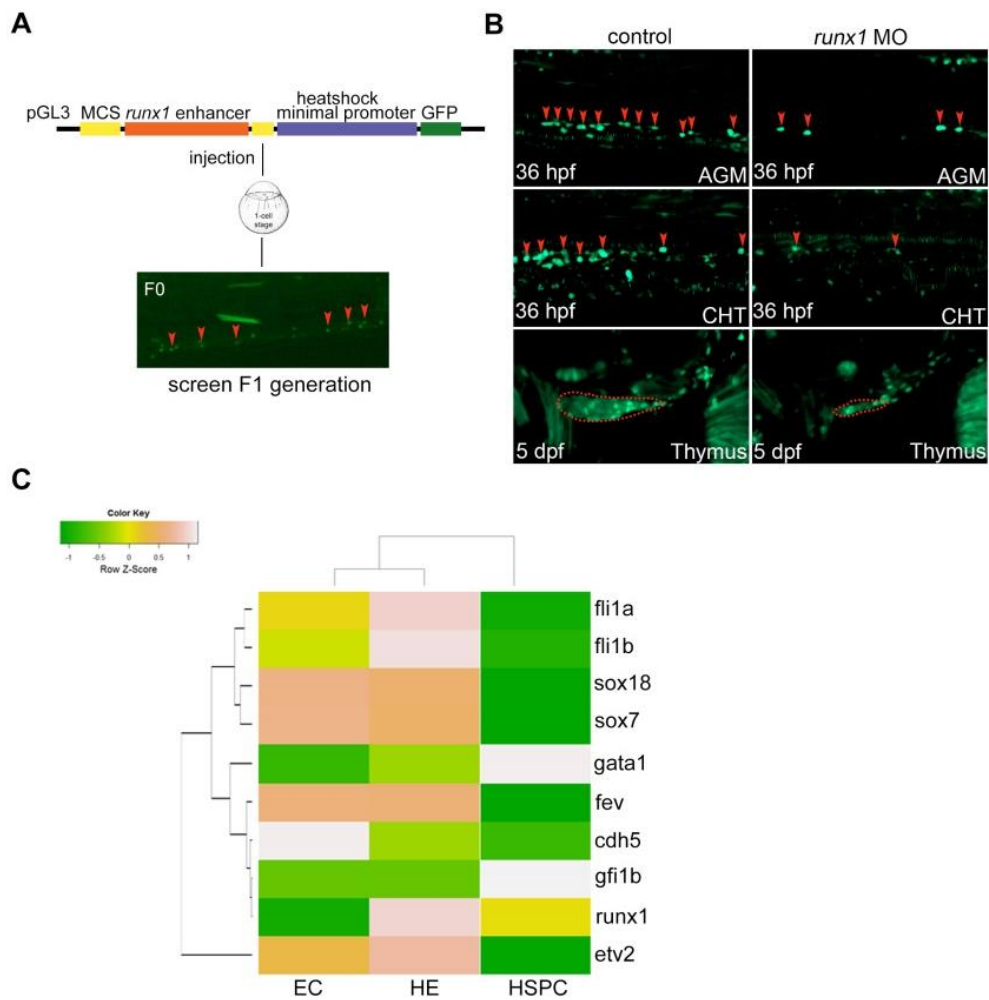 A
pGL3 MCS runx1 enhancer heatshock minimal promoter GFP
injection
1-cell
stage
F0
screen F1 generation
B
control runx1 MO
36 hpf AGM 36 hpf AGM
36 hpf CHT 36 hpf CHT
5 dpf Thymus 5 dpf Thymus
C
Color Key
-1 -0.5 0 0.5 1
Row Z-Score
fli1a
fli1b
sox18
sox7
gata1
fev
cdh5
gfi1b
runx1
etv2
EC HE HSPC